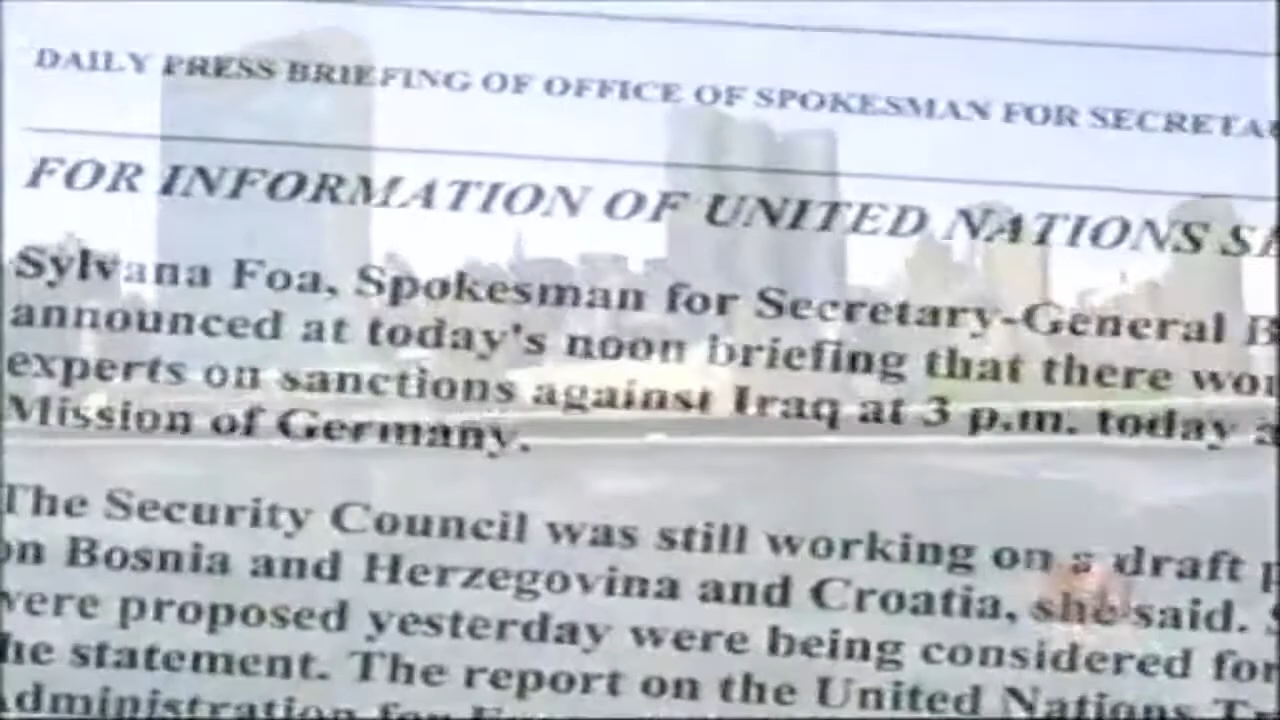 DAILY PRESS BRIEFING OF OFFICE OF SPOKESMAN FOR
FOR INFORMATION OF UNITED NATIONS
Sylvana Foa, Spokesman for Secretary-General
announced at today's noon briefing that there
experts on sanctions against Iraq at 3 p.m. today
Mission of Germany.
The Security Council was still working on a draft
on Bosnia and Herzegovina and Croatia, she said.
were proposed yesterday were being considered for
the statement. The report on the United Nations
Administration for